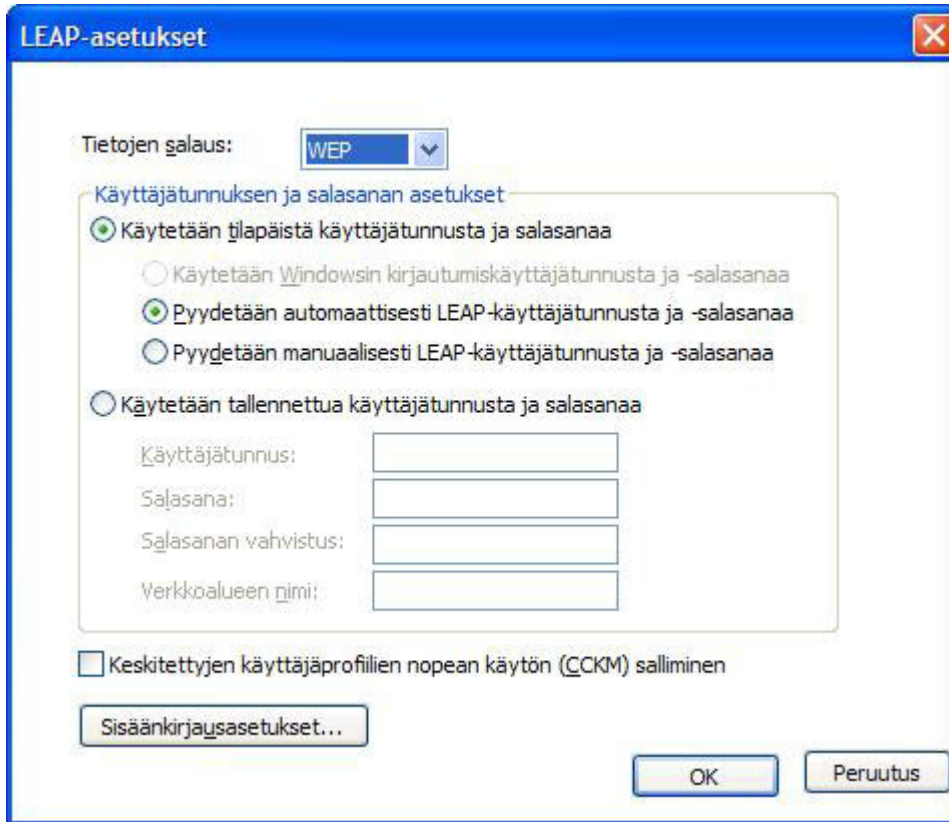 LEAP-asetukset
Tietojen salaus: WEP
Käyttäjätunnuksen ja salasanan asetukset
Käytetään tilapäistä käyttäjätunnusta ja salasanaa
Käytetään Windowsin kirjautumiskäyttäjätunnusta ja -salasanaa
Pyydetään automaattisesti LEAP-käyttäjätunnusta ja -salasanaa
Pyydetään manuaalisesti LEAP-käyttäjätunnusta ja -salasanaa
Käytetään tallennettua käyttäjätunnusta ja salasanaa
Käyttäjätunnus:
Salasana:
Salasanan vahvistus:
Verkkoalueen nimi:
Keskitettyjen käyttäjäprofiilien nopean käytön (CCKM) salliminen
Sisäänkirjausasetukset...
OK Peruutus